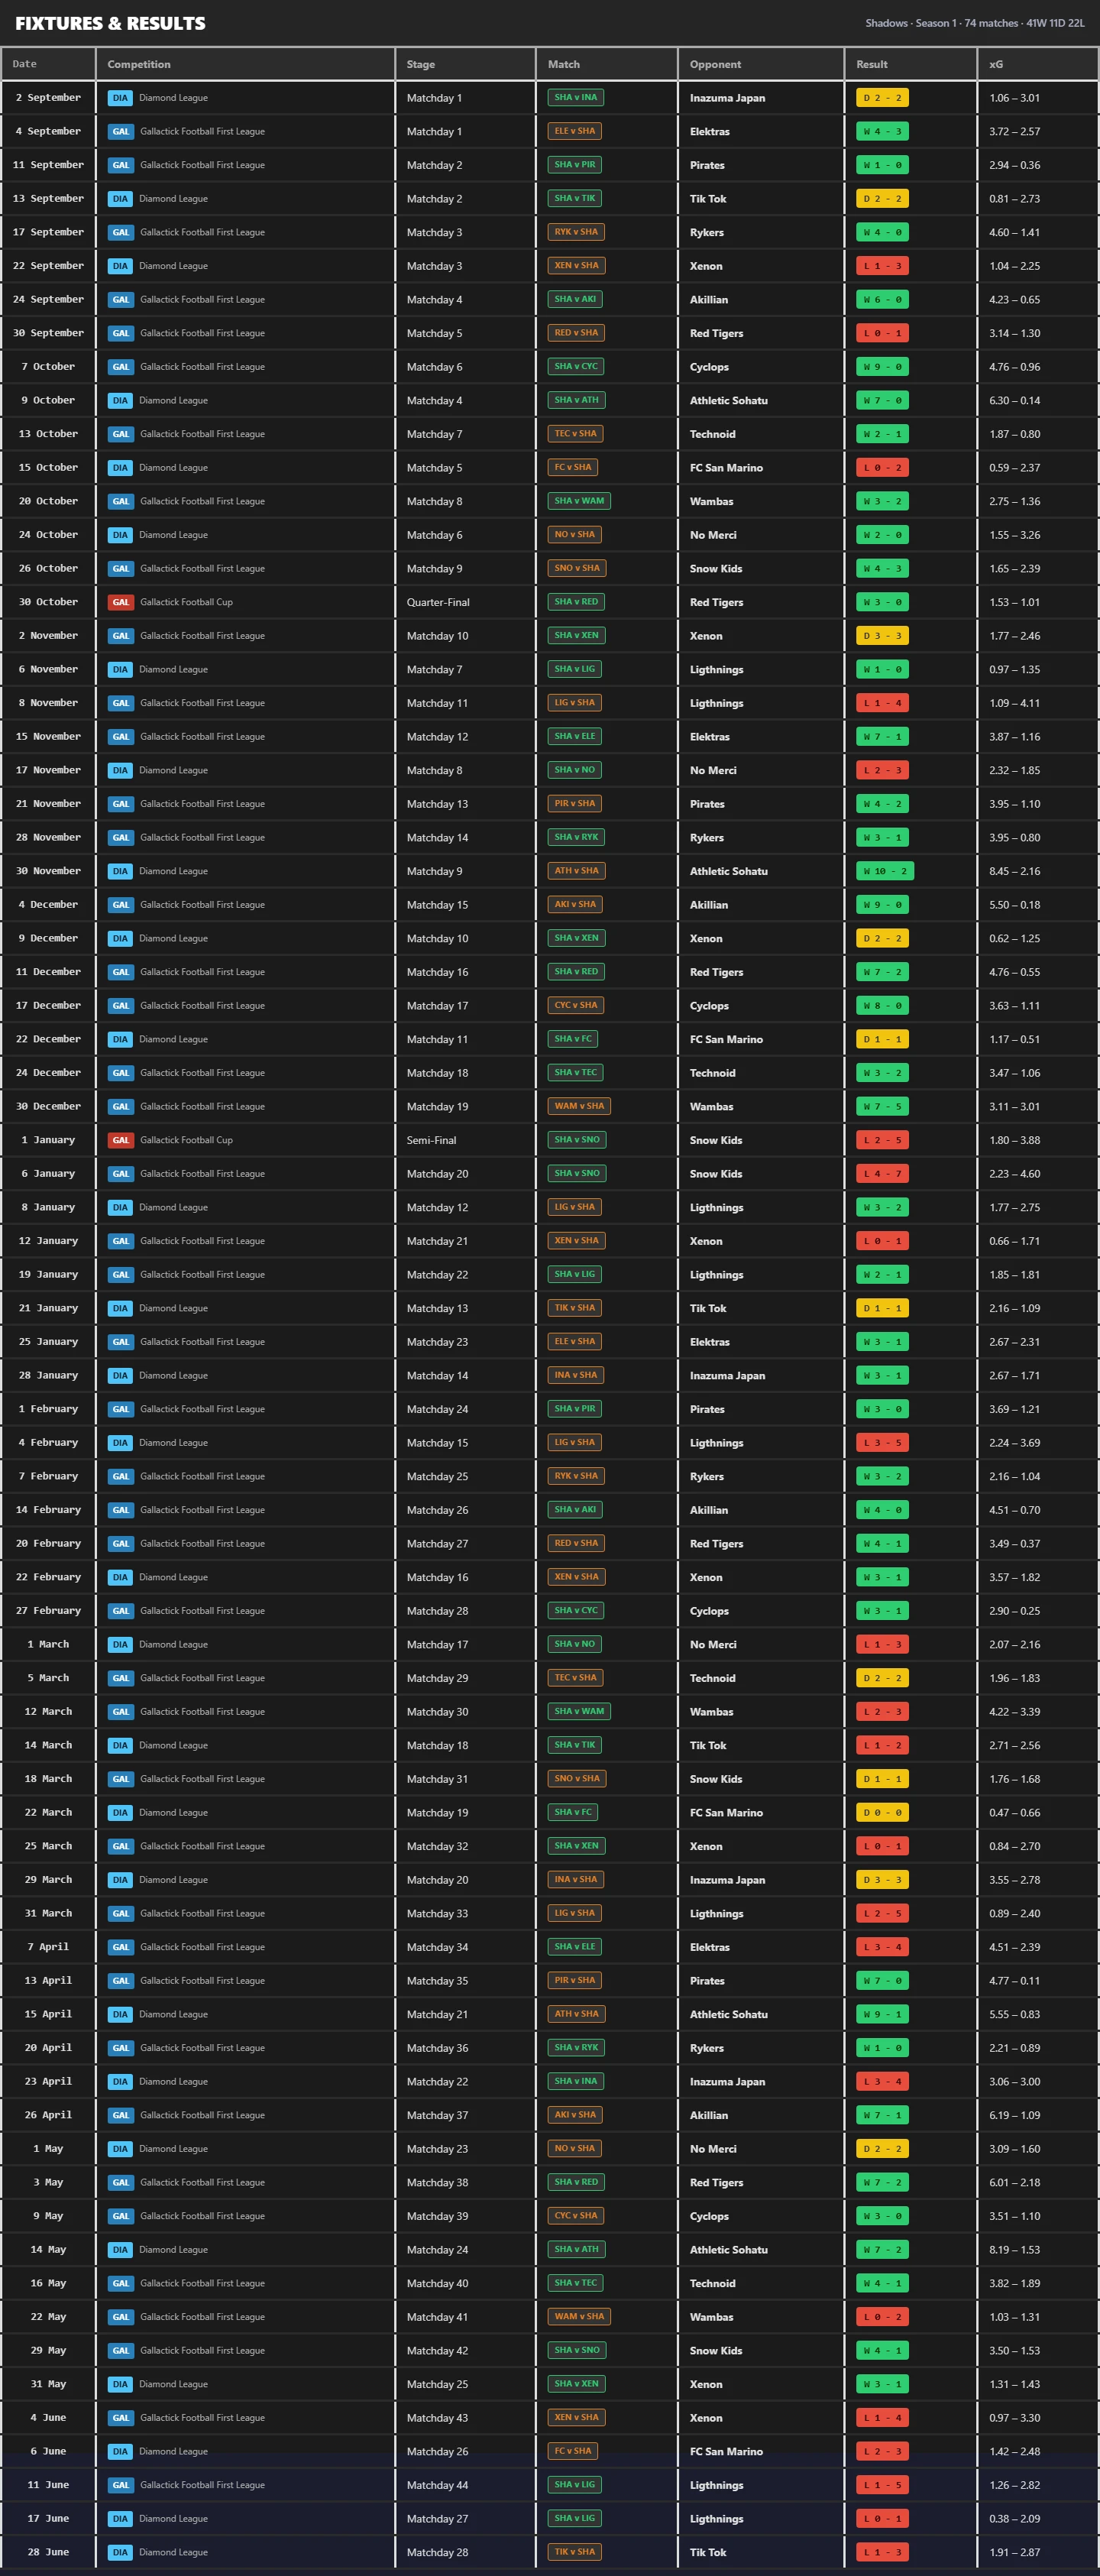 FIXTURES & RESULTS Shadows · Season 1 · 74 matches · 41W 11D 22L
Date Competition Stage Match Opponent Result xG
2 September DIA Diamond League Matchday 1 SHA v INA Inazuma Japan D 2 - 2 1.06 – 3.01
4 September GAL Gallactick Football First League Matchday 1 ELE v SHA Elektras W 4 - 3 3.72 – 2.57
11 September GAL Gallactick Football First League Matchday 2 SHA v PIR Pirates W 1 - 0 2.94 – 0.36
13 September DIA Diamond League Matchday 2 SHA v TIK Tik Tok D 2 - 2 0.81 – 2.73
17 September GAL Gallactick Football First League Matchday 3 RYK v SHA Rykers W 4 - 0 4.60 – 1.41
22 September DIA Diamond League Matchday 3 XEN v SHA Xenon L 1 - 3 1.04 – 2.25
24 September GAL Gallactick Football First League Matchday 4 SHA v AKI Akillian W 6 - 0 4.23 – 0.65
30 September GAL Gallactick Football First League Matchday 5 RED v SHA Red Tigers L 0 - 1 3.14 – 1.30
7 October GAL Gallactick Football First League Matchday 6 SHA v CYC Cyclops W 9 - 0 4.76 – 0.96
9 October DIA Diamond League Matchday 4 SHA v ATH Athletic Sohatu W 7 - 0 6.30 – 0.14
13 October GAL Gallactick Football First League Matchday 7 TEC v SHA Technoid W 2 - 1 1.87 – 0.80
15 October DIA Diamond League Matchday 5 FC v SHA FC San Marino L 0 - 2 0.59 – 2.37
20 October GAL Gallactick Football First League Matchday 8 SHA v WAM Wambas W 3 - 2 2.75 – 1.36
24 October DIA Diamond League Matchday 6 NO v SHA No Merci W 2 - 0 1.55 – 3.26
26 October GAL Gallactick Football First League Matchday 9 SNO v SHA Snow Kids W 4 - 3 1.65 – 2.39
30 October GAL Gallactick Football Cup Quarter-Final SHA v RED Red Tigers W 3 - 0 1.53 – 1.01
2 November GAL Gallactick Football First League Matchday 10 SHA v XEN Xenon D 3 - 3 1.77 – 2.46
6 November DIA Diamond League Matchday 7 SHA v LIG Ligthnings W 1 - 0 0.97 – 1.35
8 November GAL Gallactick Football First League Matchday 11 LIG v SHA Ligthnings L 1 - 4 1.09 – 4.11
15 November GAL Gallactick Football First League Matchday 12 SHA v ELE Elektras W 7 - 1 3.87 – 1.16
17 November DIA Diamond League Matchday 8 SHA v NO No Merci L 2 - 3 2.32 – 1.85
21 November GAL Gallactick Football First League Matchday 13 PIR v SHA Pirates W 4 - 2 3.95 – 1.10
28 November GAL Gallactick Football First League Matchday 14 SHA v RYK Rykers W 3 - 1 3.95 – 0.80
30 November DIA Diamond League Matchday 9 ATH v SHA Athletic Sohatu W 10 - 2 8.45 – 2.16
4 December GAL Gallactick Football First League Matchday 15 AKI v SHA Akillian W 9 - 0 5.50 – 0.18
9 December DIA Diamond League Matchday 10 SHA v XEN Xenon D 2 - 2 0.62 – 1.25
11 December GAL Gallactick Football First League Matchday 16 SHA v RED Red Tigers W 7 - 2 4.76 – 0.55
17 December GAL Gallactick Football First League Matchday 17 CYC v SHA Cyclops W 8 - 0 3.63 – 1.11
22 December DIA Diamond League Matchday 11 SHA v FC FC San Marino D 1 - 1 1.17 – 0.51
24 December GAL Gallactick Football First League Matchday 18 SHA v TEC Technoid W 3 - 2 3.47 – 1.06
30 December GAL Gallactick Football First League Matchday 19 WAM v SHA Wambas W 7 - 5 3.11 – 3.01
1 January GAL Gallactick Football Cup Semi-Final SHA v SNO Snow Kids L 2 - 5 1.80 – 3.88
6 January GAL Gallactick Football First League Matchday 20 SHA v SNO Snow Kids L 4 - 7 2.23 – 4.60
8 January DIA Diamond League Matchday 12 LIG v SHA Ligthnings W 3 - 2 1.77 – 2.75
12 January GAL Gallactick Football First League Matchday 21 XEN v SHA Xenon L 0 - 1 0.66 – 1.71
19 January GAL Gallactick Football First League Matchday 22 SHA v LIG Ligthnings W 2 - 1 1.85 – 1.81
21 January DIA Diamond League Matchday 13 TIK v SHA Tik Tok D 1 - 1 2.16 – 1.09
25 January GAL Gallactick Football First League Matchday 23 ELE v SHA Elektras W 3 - 1 2.67 – 2.31
28 January DIA Diamond League Matchday 14 INA v SHA Inazuma Japan W 3 - 1 2.67 – 1.71
1 February GAL Gallactick Football First League Matchday 24 SHA v PIR Pirates W 3 - 0 3.69 – 1.21
4 February DIA Diamond League Matchday 15 LIG v SHA Ligthnings L 3 - 5 2.24 – 3.69
7 February GAL Gallactick Football First League Matchday 25 RYK v SHA Rykers W 3 - 2 2.16 – 1.04
14 February GAL Gallactick Football First League Matchday 26 SHA v AKI Akillian W 4 - 0 4.51 – 0.70
20 February GAL Gallactick Football First League Matchday 27 RED v SHA Red Tigers W 4 - 1 3.49 – 0.37
22 February DIA Diamond League Matchday 16 XEN v SHA Xenon W 3 - 1 3.57 – 1.82
27 February GAL Gallactick Football First League Matchday 28 SHA v CYC Cyclops W 3 - 1 2.90 – 0.25
1 March DIA Diamond League Matchday 17 SHA v NO No Merci L 1 - 3 2.07 – 2.16
5 March GAL Gallactick Football First League Matchday 29 TEC v SHA Technoid D 2 - 2 1.96 – 1.83
12 March GAL Gallactick Football First League Matchday 30 SHA v WAM Wambas L 2 - 3 4.22 – 3.39
14 March DIA Diamond League Matchday 18 SHA v TIK Tik Tok L 1 - 2 2.71 – 2.56
18 March GAL Gallactick Football First League Matchday 31 SNO v SHA Snow Kids D 1 - 1 1.76 – 1.68
22 March DIA Diamond League Matchday 19 SHA v FC FC San Marino D 0 - 0 0.47 – 0.66
25 March GAL Gallactick Football First League Matchday 32 SHA v XEN Xenon L 0 - 1 0.84 – 2.70
29 March DIA Diamond League Matchday 20 INA v SHA Inazuma Japan D 3 - 3 3.55 – 2.78
31 March GAL Gallactick Football First League Matchday 33 LIG v SHA Ligthnings L 2 - 5 0.89 – 2.40
7 April GAL Gallactick Football First League Matchday 34 SHA v ELE Elektras L 3 - 4 4.51 – 2.39
13 April GAL Gallactick Football First League Matchday 35 PIR v SHA Pirates W 7 - 0 4.77 – 0.11
15 April DIA Diamond League Matchday 21 ATH v SHA Athletic Sohatu W 9 - 1 5.55 – 0.83
20 April GAL Gallactick Football First League Matchday 36 SHA v RYK Rykers W 1 - 0 2.21 – 0.89
23 April DIA Diamond League Matchday 22 SHA v INA Inazuma Japan L 3 - 4 3.06 – 3.00
26 April GAL Gallactick Football First League Matchday 37 AKI v SHA Akillian W 7 - 1 6.19 – 1.09
1 May DIA Diamond League Matchday 23 NO v SHA No Merci D 2 - 2 3.09 – 1.60
3 May GAL Gallactick Football First League Matchday 38 SHA v RED Red Tigers W 7 - 2 6.01 – 2.18
9 May GAL Gallactick Football First League Matchday 39 CYC v SHA Cyclops W 3 - 0 3.51 – 1.10
14 May DIA Diamond League Matchday 24 SHA v ATH Athletic Sohatu W 7 - 2 8.19 – 1.53
16 May GAL Gallactick Football First League Matchday 40 SHA v TEC Technoid W 4 - 1 3.82 – 1.89
22 May GAL Gallactick Football First League Matchday 41 WAM v SHA Wambas L 0 - 2 1.03 – 1.31
29 May GAL Gallactick Football First League Matchday 42 SHA v SNO Snow Kids W 4 - 1 3.50 – 1.53
31 May DIA Diamond League Matchday 25 SHA v XEN Xenon W 3 - 1 1.31 – 1.43
4 June GAL Gallactick Football First League Matchday 43 XEN v SHA Xenon L 1 - 4 0.97 – 3.30
6 June DIA Diamond League Matchday 26 FC v SHA FC San Marino L 2 - 3 1.42 – 2.48
11 June GAL Gallactick Football First League Matchday 44 SHA v LIG Ligthnings L 1 - 5 1.26 – 2.82
17 June DIA Diamond League Matchday 27 SHA v LIG Ligthnings L 0 - 1 0.38 – 2.09
28 June DIA Diamond League Matchday 28 TIK v SHA Tik Tok L 1 - 3 1.91 – 2.87